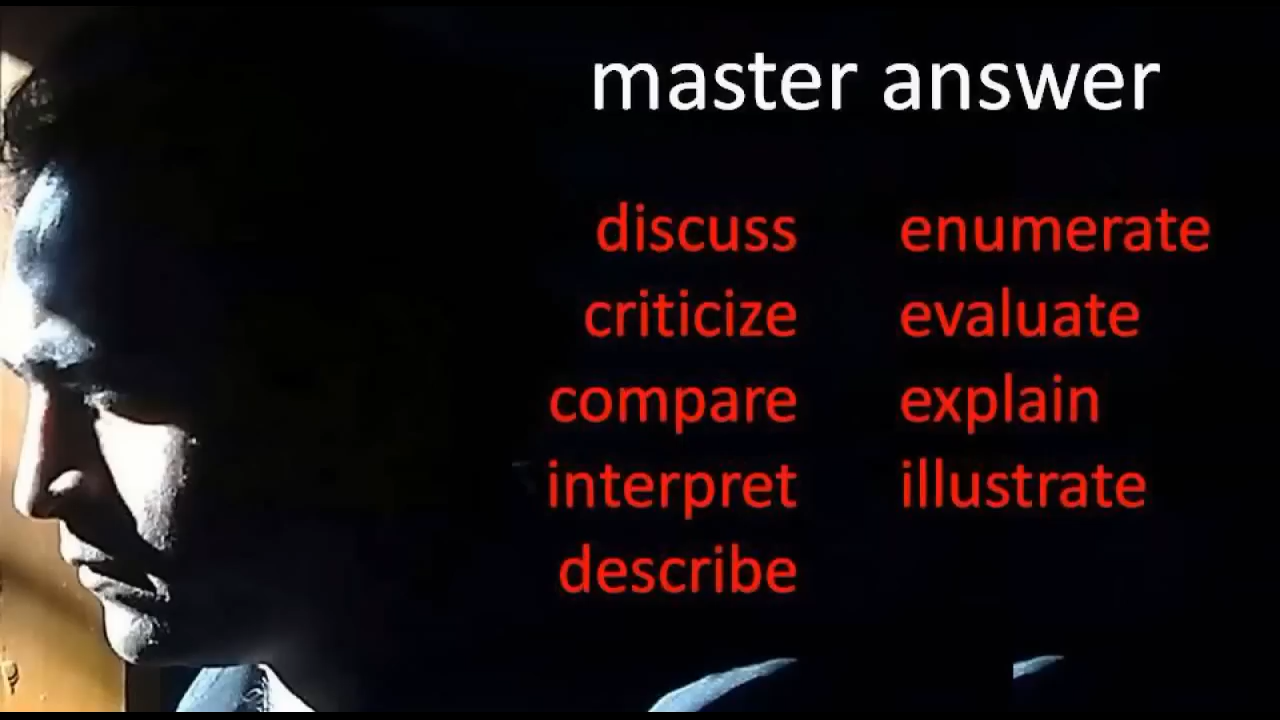 master answer
discuss
criticize
compare
interpret
describe
enumerate
evaluate
explain
illustrate